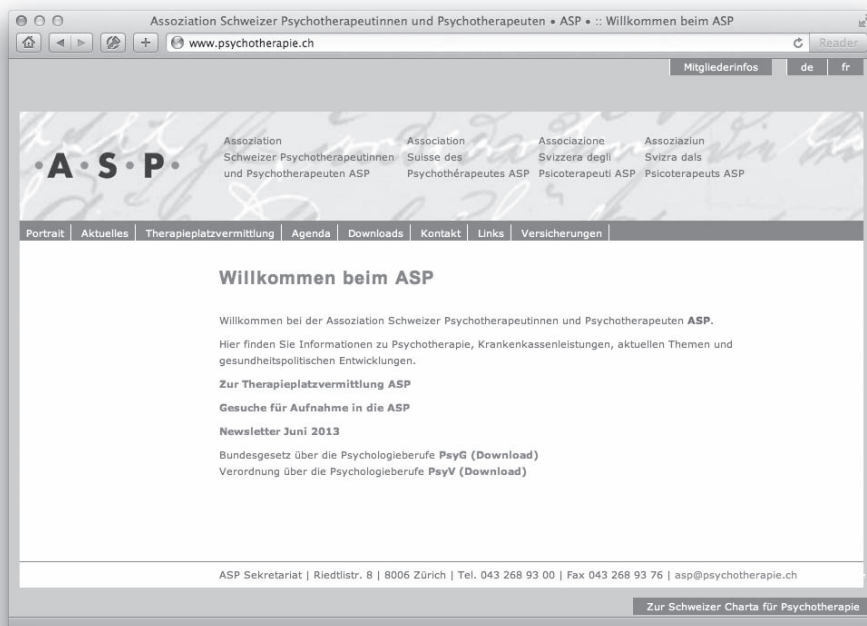 Assoziation Schweizer Psychotherapeutinnen und Psychotherapeuten • ASP • :: Willkommen beim ASP
www.psychotherapie.ch
Reader
Mitgliederinfos de fr
•A•S•P•
Assoziation
Schweizer Psychotherapeutinnen
und Psychotherapeuten ASP
Association
Suisse des
Psychothérapeutes ASP
Associazione
Svizzera degli
Psicoterapeuti ASP
Assoziaziun
Svizra dals
Psicoterapeuts ASP
Portrait Aktuelles Therapieplatzvermittlung Agenda Downloads Kontakt Links Versicherungen
Willkommen beim ASP
Willkommen bei der Assoziation Schweizer Psychotherapeutinnen und Psychotherapeuten ASP.
Hier finden Sie Informationen zu Psychotherapie, Krankenkassenleistungen, aktuellen Themen und
gesundheitspolitischen Entwicklungen.
Zur Therapieplatzvermittlung ASP
Gesuche für Aufnahme in die ASP
Newsletter Juni 2013
Bundesgesetz über die Psychologieberufe PsyG (Download)
Verordnung über die Psychologieberufe PsyV (Download)
ASP Sekretariat | Riedtlistr. 8 | 8006 Zürich | Tel. 043 268 93 00 | Fax 043 268 93 76 | asp@psychotherapie.ch
Zur Schweizer Charta für Psychotherapie